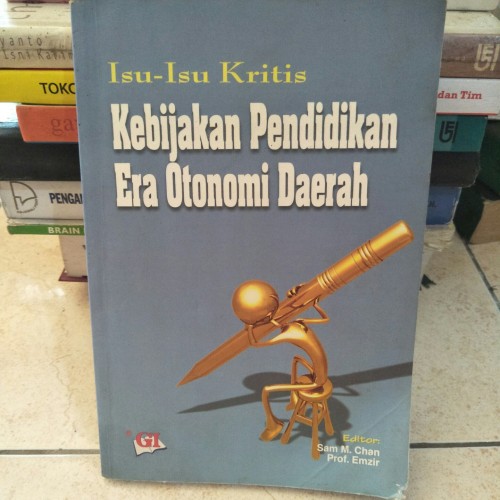 Isu-Isu Kritis
Kebijakan Pendidikan
Era Otonomi Daerah
GI
Editor:
Sam M. Chan
Prof. Emzir
TOKO
PENGA
BRAIN
dan Tim